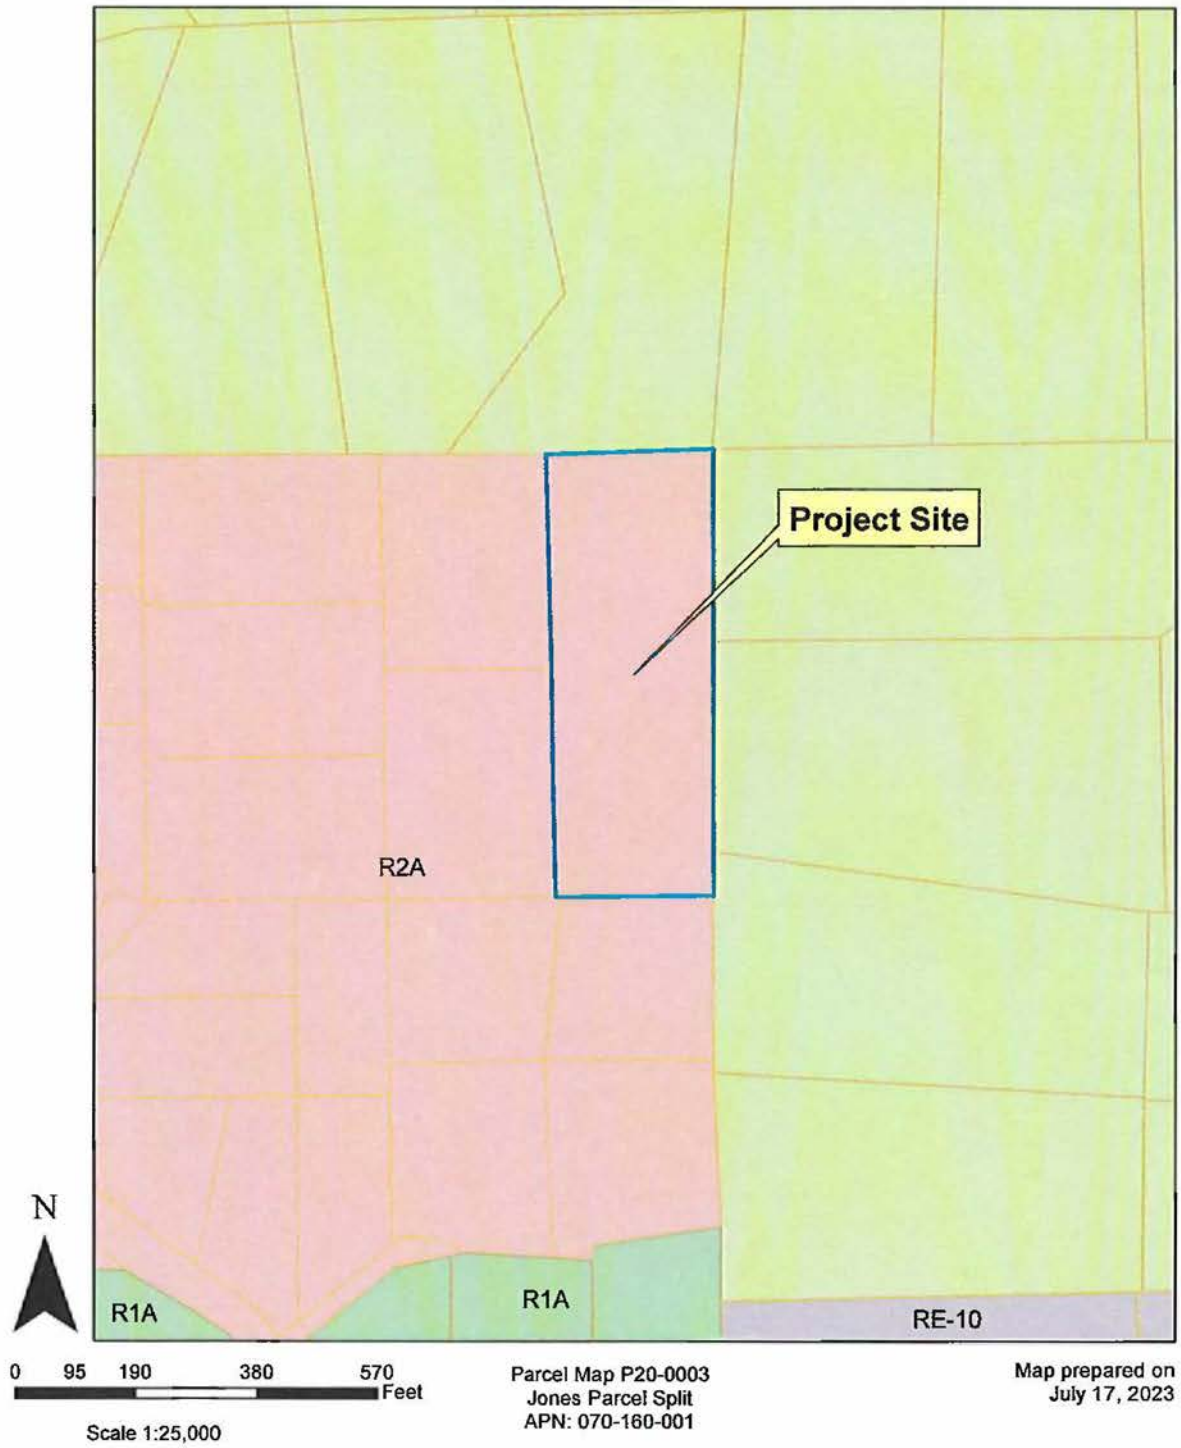 Project Site
R2A
N
R1A
R1A
RE-10
0 95 190 380 570
Feet
Scale 1:25,000
Parcel Map P20-0003
Jones Parcel Split
APN: 070-160-001
Map prepared on
July 17, 2023